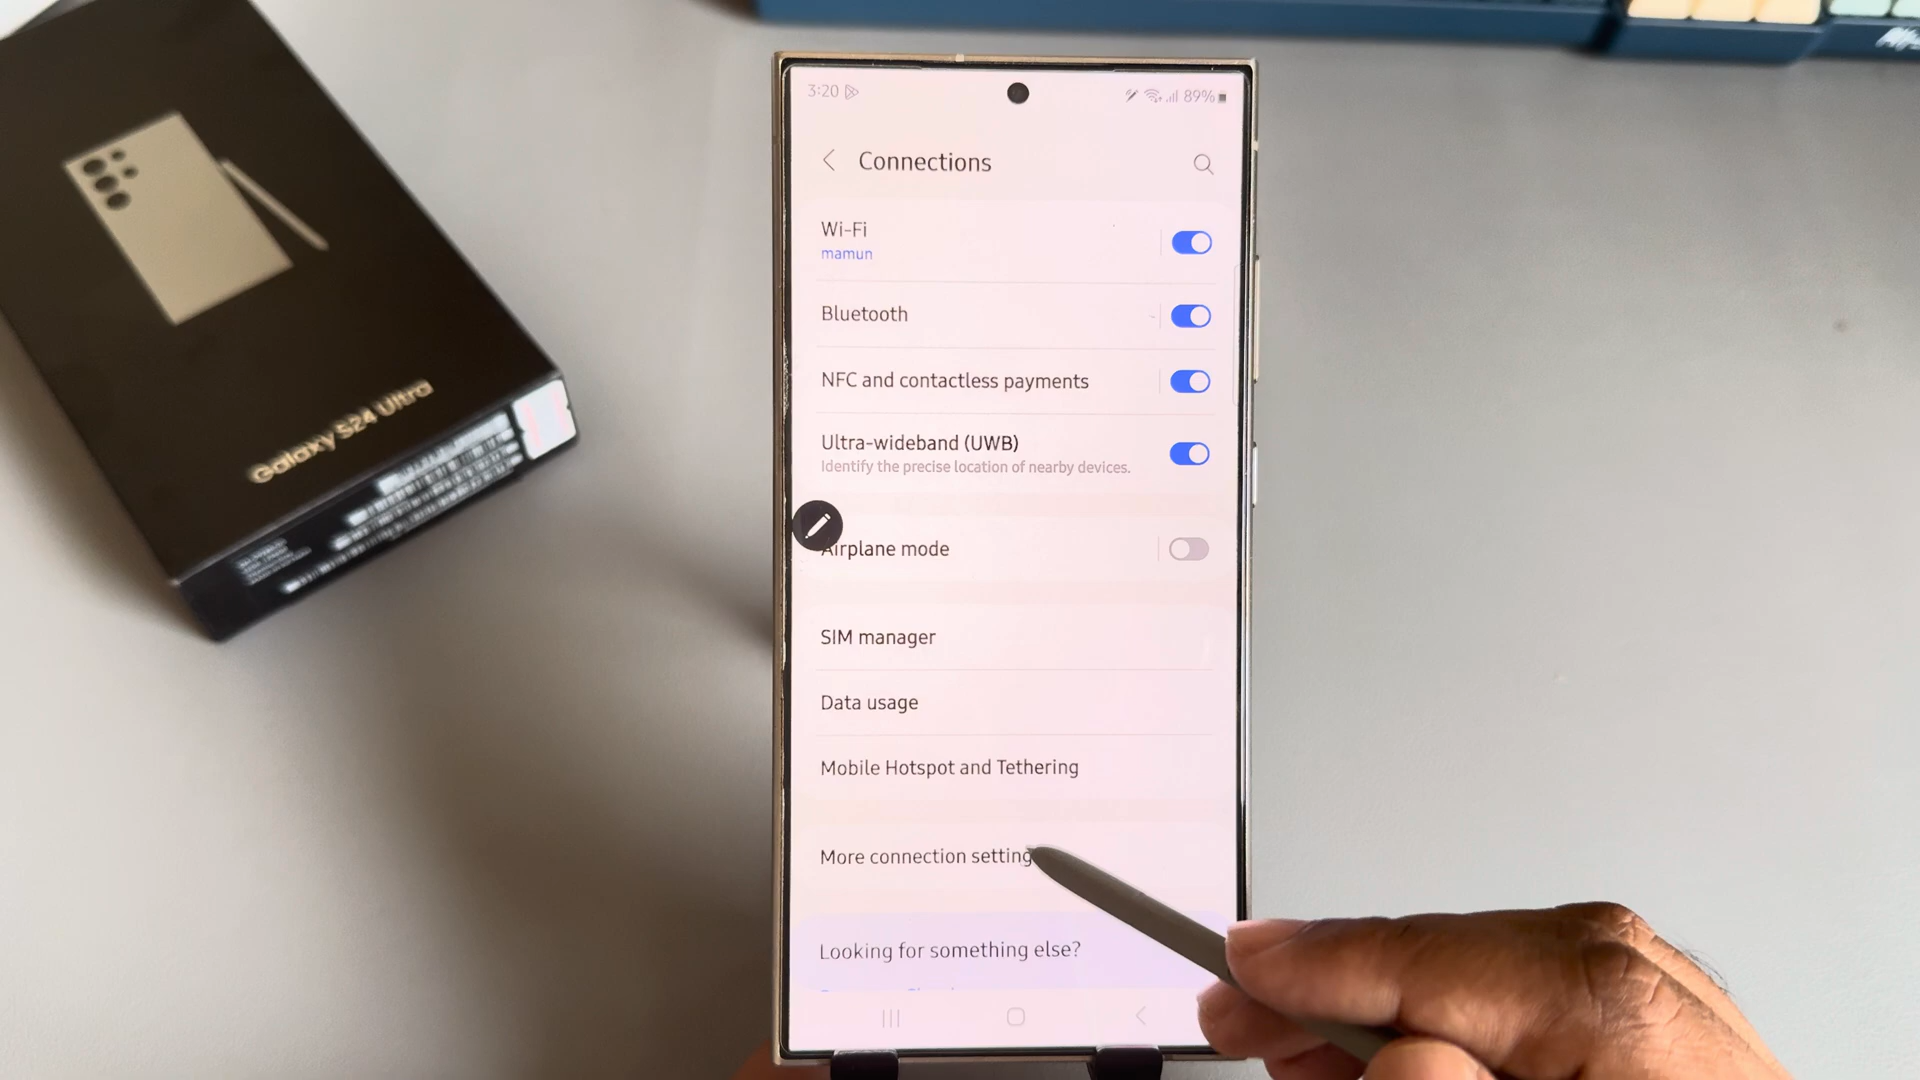 3:20
89%
Connections
Wi-Fi
mamun
Bluetooth
NFC and contactless payments
Ultra-wideband (UWB)
Identify the precise location of nearby devices.
Airplane mode
SIM manager
Data usage
Mobile Hotspot and Tethering
More connection setting
Looking for something else?
Galaxy S24 Ultra